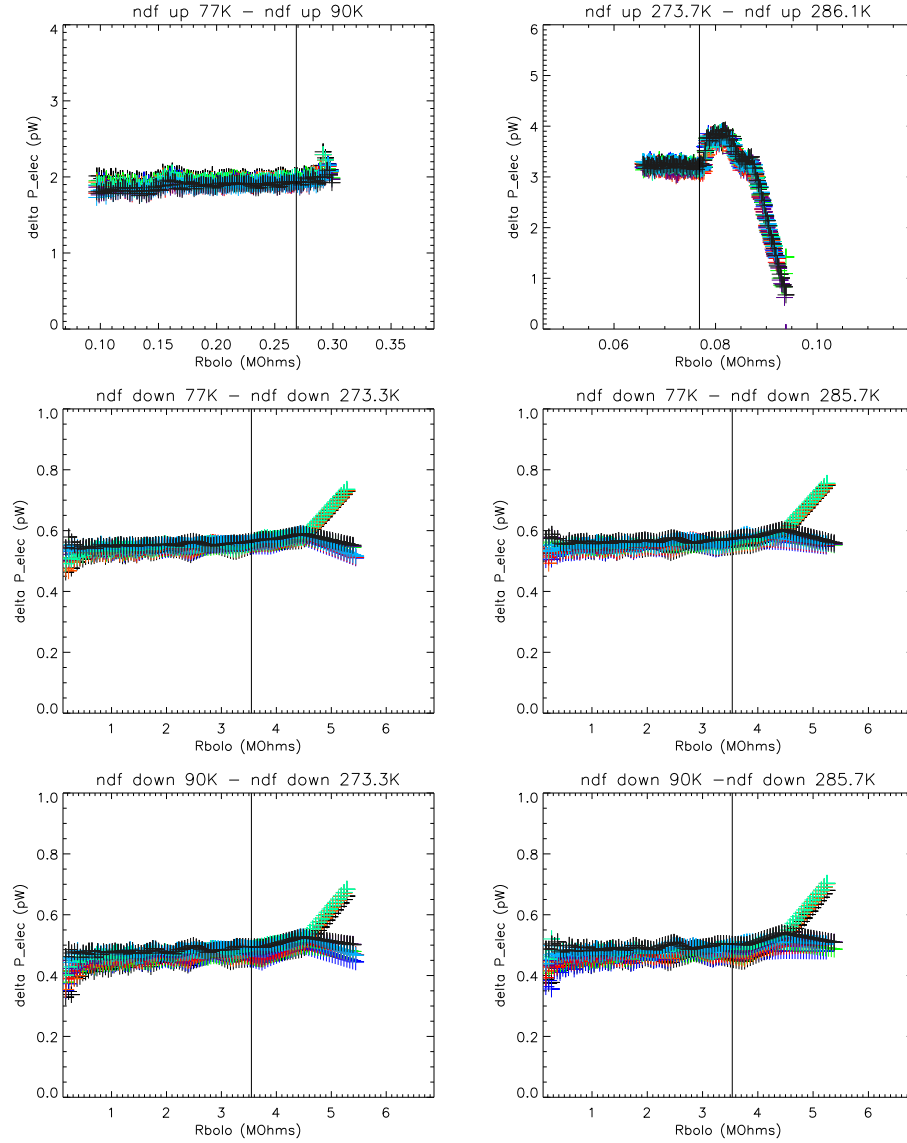 ndf up 77K − ndf up 90K
4
3
2
1
0
delta P_elec (pW)
0.10 0.15 0.20 0.25 0.30 0.35
Rbolo (MOhms)
ndf up 273.7K − ndf up 286.1K
6
5
4
3
2
1
0
delta P_elec (pW)
0.06 0.08 0.10
Rbolo (MOhms)
ndf down 77K − ndf down 273.3K
1.0
0.8
0.6
0.4
0.2
0.0
delta P_elec (pW)
1 2 3 4 5 6
Rbolo (MOhms)
ndf down 77K − ndf down 285.7K
1.0
0.8
0.6
0.4
0.2
0.0
delta P_elec (pW)
1 2 3 4 5 6
Rbolo (MOhms)
ndf down 90K − ndf down 273.3K
1.0
0.8
0.6
0.4
0.2
0.0
delta P_elec (pW)
1 2 3 4 5 6
Rbolo (MOhms)
ndf down 90K −ndf down 285.7K
1.0
0.8
0.6
0.4
0.2
0.0
delta P_elec (pW)
1 2 3 4 5 6
Rbolo (MOhms)